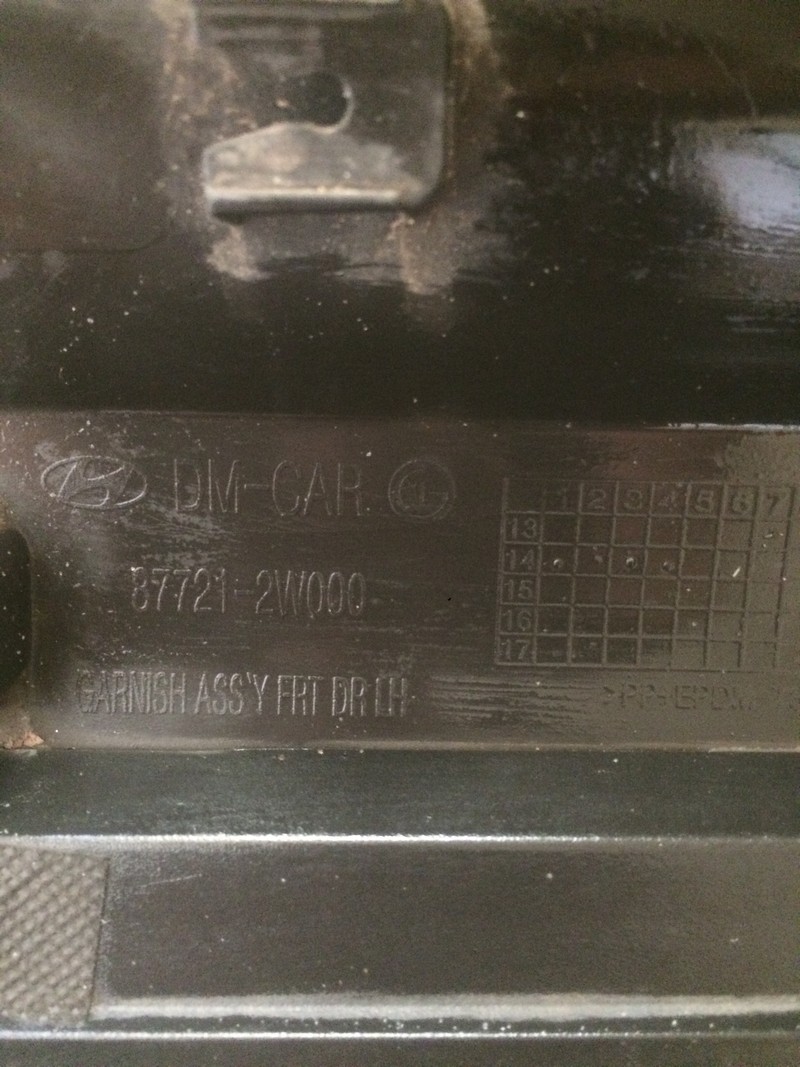 DM-CAR
87721-2W000
GARNISH ASS'Y FRT DR LH
1 2 3 4 5 6 7
13
14
15
16
17